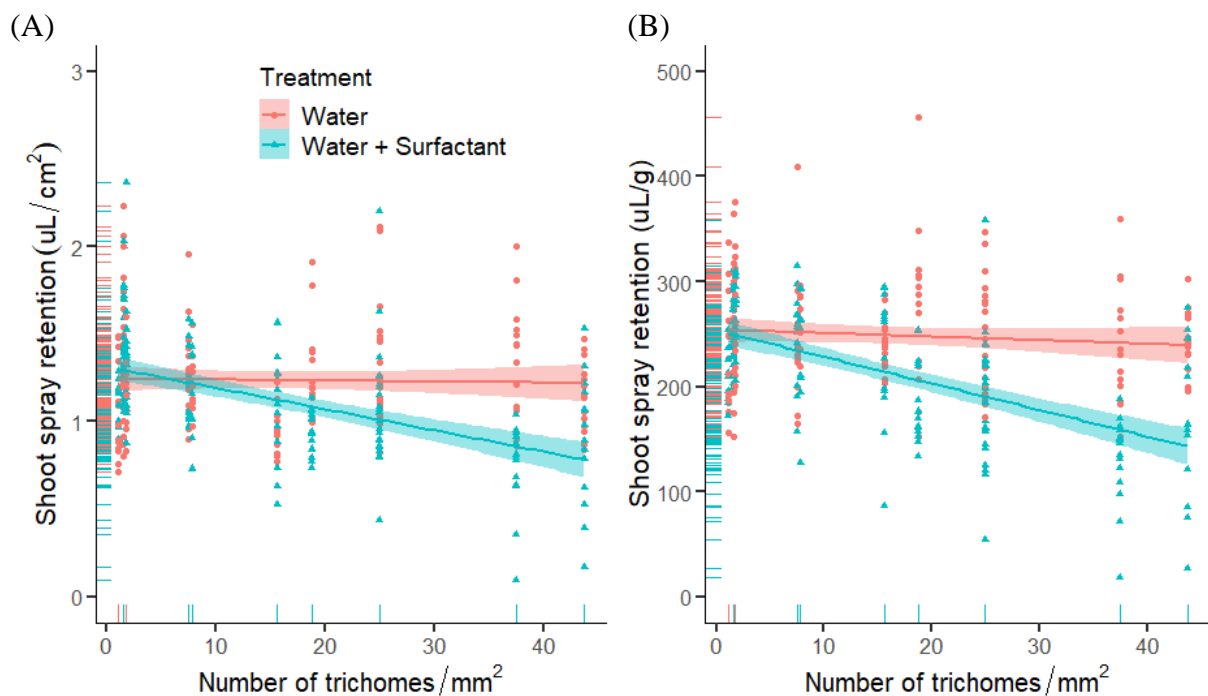 (A)
(B)
Treatment
Water
Water + Surfactant
Shoot spray retention (uL/cm²)
3
2
1
0
0
10
20
30
40
Number of trichomes/mm²
Shoot spray retention (uL/g)
500
400
300
200
100
0
0
10
20
30
40
Number of trichomes/mm²